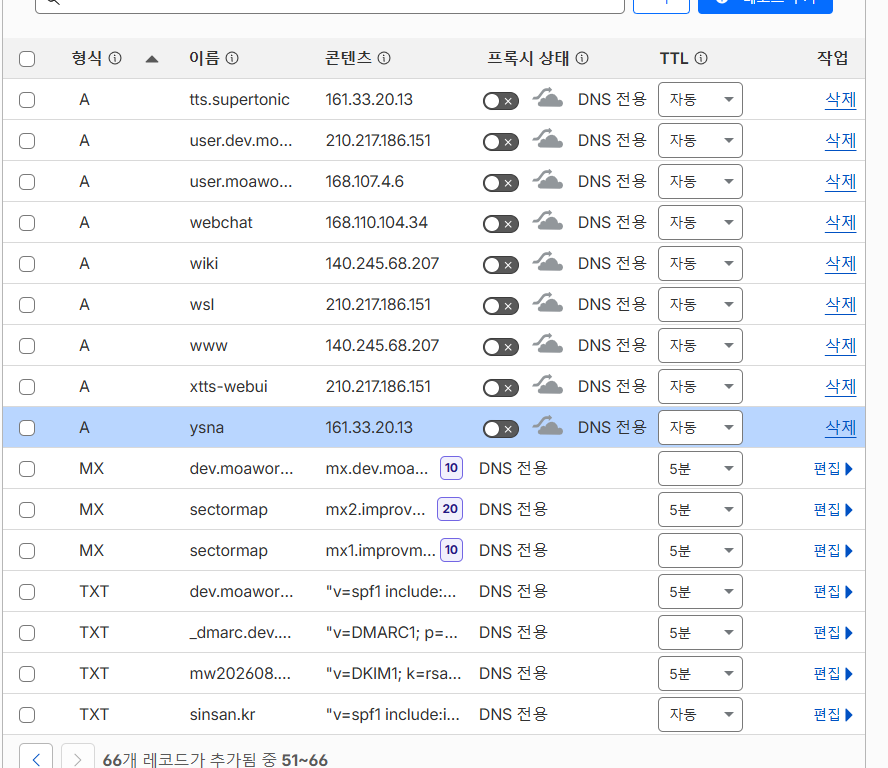 형식 이름 콘텐츠 프록시 상태 TTL 작업
A tts.supertonic 161.33.20.13 DNS 전용 자동 삭제
A user.dev.mo... 210.217.186.151 DNS 전용 자동 삭제
A user.moawo... 168.107.4.6 DNS 전용 자동 삭제
A webchat 168.110.104.34 DNS 전용 자동 삭제
A wiki 140.245.68.207 DNS 전용 자동 삭제
A wsl 210.217.186.151 DNS 전용 자동 삭제
A www 140.245.68.207 DNS 전용 자동 삭제
A xtts-webui 210.217.186.151 DNS 전용 자동 삭제
A ysna 161.33.20.13 DNS 전용 자동 삭제
MX dev.moawor... mx.dev.moa... 10 DNS 전용 5분 편집
MX sectormap mx2.improv... 20 DNS 전용 5분 편집
MX sectormap mx1.improvm... 10 DNS 전용 5분 편집
TXT dev.moawor... "v=spf1 include:... DNS 전용 5분 편집
TXT _dmarc.dev.... "v=DMARC1; p=... DNS 전용 5분 편집
TXT mw202608.... "v=DKIM1; k=rsa... DNS 전용 5분 편집
TXT sinsan.kr "v=spf1 include:i... DNS 전용 자동 편집
66개 레코드가 추가됨 중 51~66